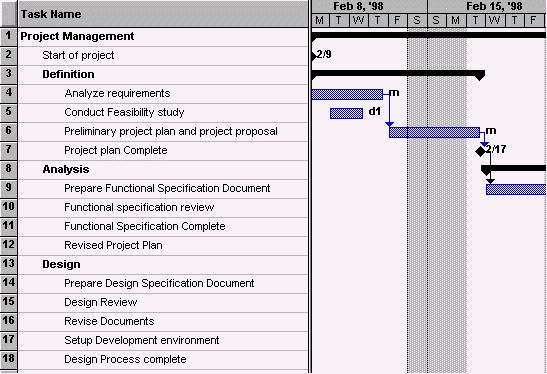 Task Name
Feb 8, '98 Feb 15, '98
M T W T F S S M T W T F
1 Project Management
2 Start of project 2/9
3 Definition
4 Analyze requirements m
5 Conduct Feasibility study d1
6 Preliminary project plan and project proposal m
7 Project plan Complete 2/17
8 Analysis
9 Prepare Functional Specification Document
10 Functional specification review
11 Functional Specification Complete
12 Revised Project Plan
13 Design
14 Prepare Design Specification Document
15 Design Review
16 Revise Documents
17 Setup Development environment
18 Design Process complete